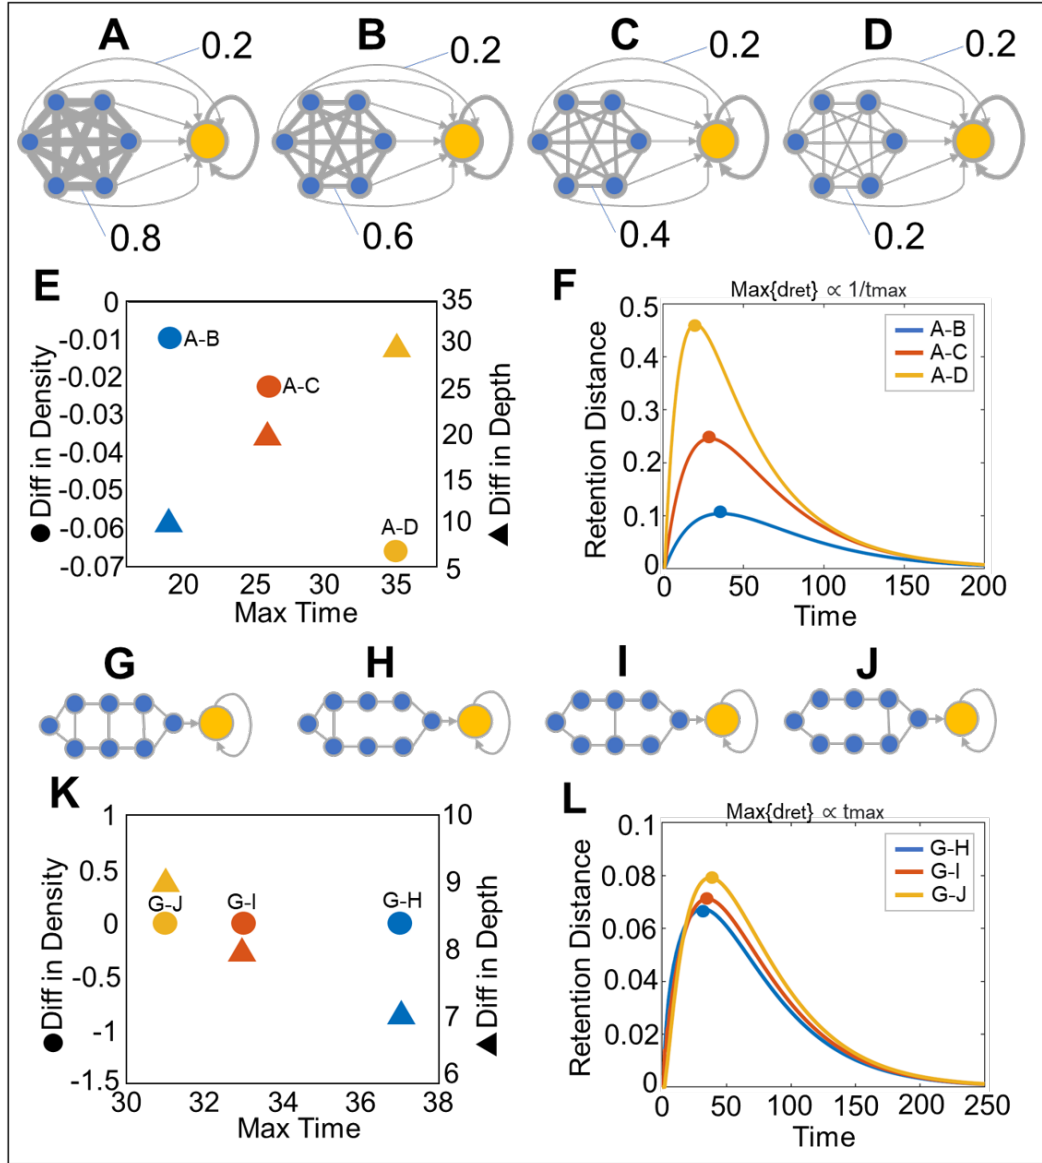 A
B
C
D
0.2
0.2
0.2
0.2
0.8
0.6
0.4
0.2
E
0
-0.01
-0.02
-0.03
-0.04
-0.05
-0.06
-0.07
● Diff in Density
A-B
A-C
A-D
35
30
25
20
15
10
5
▲ Diff in Depth
20
25
30
35
Max Time
F
Max{dret} ∝ 1/tmax
0.5
0.4
0.3
0.2
0.1
0
Retention Distance
A-B
A-C
A-D
0
50
100
150
200
Time
G
H
I
J
K
1
0.5
0
-0.5
-1
-1.5
●Diff in Density
G-J
G-I
G-H
10
9
8
7
6
▲Diff in Depth
30
32
34
36
38
Max Time
L
Max{dret} ∝ tmax
0.1
0.08
0.06
0.04
0.02
0
Retention Distance
G-H
G-I
G-J
0
50
100
150
200
250
Time